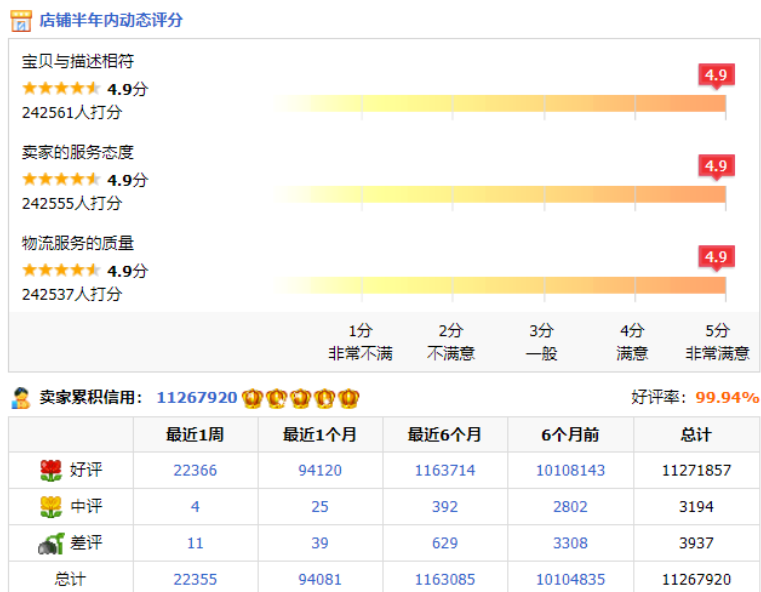 店铺半年内动态评分
宝贝与描述相符
4.9分
4.9
242561人打分
卖家的服务态度
4.9分
4.9
242555人打分
物流服务的质量
4.9分
4.9
242537人打分
1分 2分 3分 4分 5分
非常不满 不满意 一般 满意 非常满意
卖家累积信用： 11267920 好评率：99.94%
最近1周 最近1个月 最近6个月 6个月前 总计
好评 22366 94120 1163714 10108143 11271857
中评 4 25 392 2802 3194
差评 11 39 629 3308 3937
总计 22355 94081 1163085 10104835 11267920